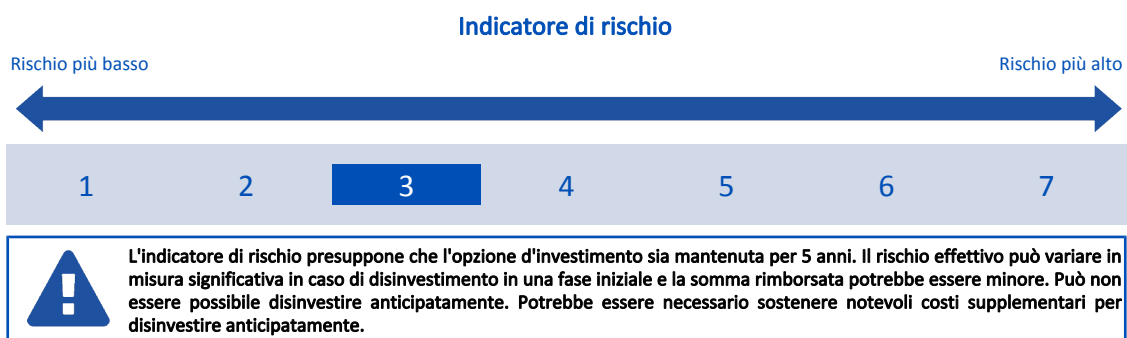 Indicatore di rischio
Rischio più basso Rischio più alto
1 2 3 4 5 6 7
L'indicatore di rischio presuppone che l'opzione d'investimento sia mantenuta per 5 anni. Il rischio effettivo può variare in
misura significativa in caso di disinvestimento in una fase iniziale e la somma rimborsata potrebbe essere minore. Può non
essere possibile disinvestire anticipatamente. Potrebbe essere necessario sostenere notevoli costi supplementari per
disinvestire anticipatamente.